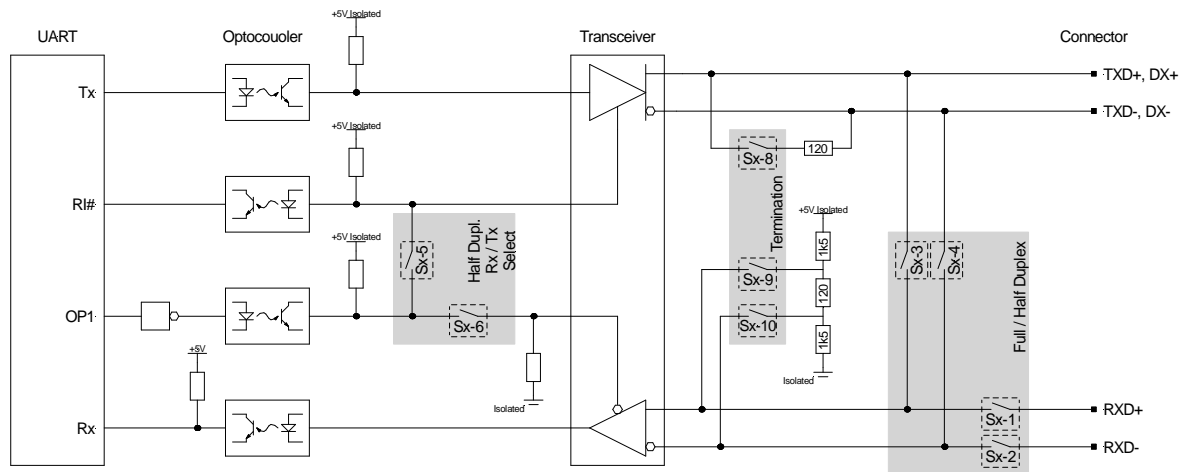 +5V Isolated
UART
Optocouoler
Transceiver
Connector
Tx
TXD+, DX+
TXD-, DX-
+5V Isolated
Sx-8
120
RI#
+5V Isolated
Half Dupl.
Rx / Tx
Select
Sx-5
Termination
+5V Isolated
1k5
Sx-3
Sx-4
Sx-9
120
OP1
Sx-6
Sx-10
1k5
Full / Half Duplex
+5V
Isolated
Isolated
RXD+
Sx-1
Rx
RXD-
Sx-2